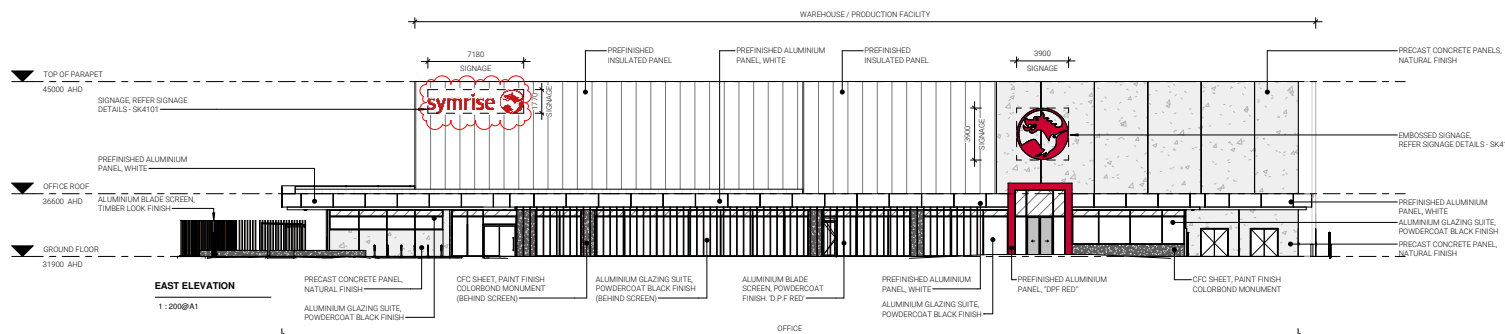 WAREHOUSE / PRODUCTION FACILITY
7180
SIGNAGE
PREFINISHED
INSULATED PANEL
PREFINISHED ALUMINIUM
PANEL, WHITE
PREFINISHED
INSULATED PANEL
3900
SIGNAGE
PRECAST CONCRETE PANELS,
NATURAL FINISH
TOP OF PARAPET
45000 AHD
SIGNAGE, REFER SIGNAGE
DETAILS - SK4101
symrise
1770
SIGNAGE
3900
SIGNAGE
EMBOSSED SIGNAGE,
REFER SIGNAGE DETAILS - SK4
PREFINISHED ALUMINIUM
PANEL, WHITE
OFFICE ROOF
36600 AHD
ALUMINIUM BLADE SCREEN,
TIMBER LOOK FINISH
PREFINISHED ALUMINIUM
PANEL, WHITE
ALUMINIUM GLAZING SUITE,
POWDERCOAT BLACK FINISH
PRECAST CONCRETE PANEL,
NATURAL FINISH
GROUND FLOOR
31900 AHD
EAST ELEVATION
1 : 200@A1
PRECAST CONCRETE PANEL,
NATURAL FINISH
ALUMINIUM GLAZING SUITE,
POWDERCOAT BLACK FINISH
CFC SHEET, PAINT FINISH
COLORBOND MONUMENT
(BEHIND SCREEN)
ALUMINIUM GLAZING SUITE,
POWDERCOAT BLACK FINISH
(BEHIND SCREEN)
ALUMINIUM BLADE
SCREEN, POWDERCOAT
FINISH. 'D.P.F RED'
PREFINISHED ALUMINIUM
PANEL, WHITE
ALUMINIUM GLAZING SUITE,
POWDERCOAT BLACK FINISH
PREFINISHED ALUMINIUM
PANEL, "DPF RED"
CFC SHEET, PAINT FINISH
COLORBOND MONUMENT
OFFICE